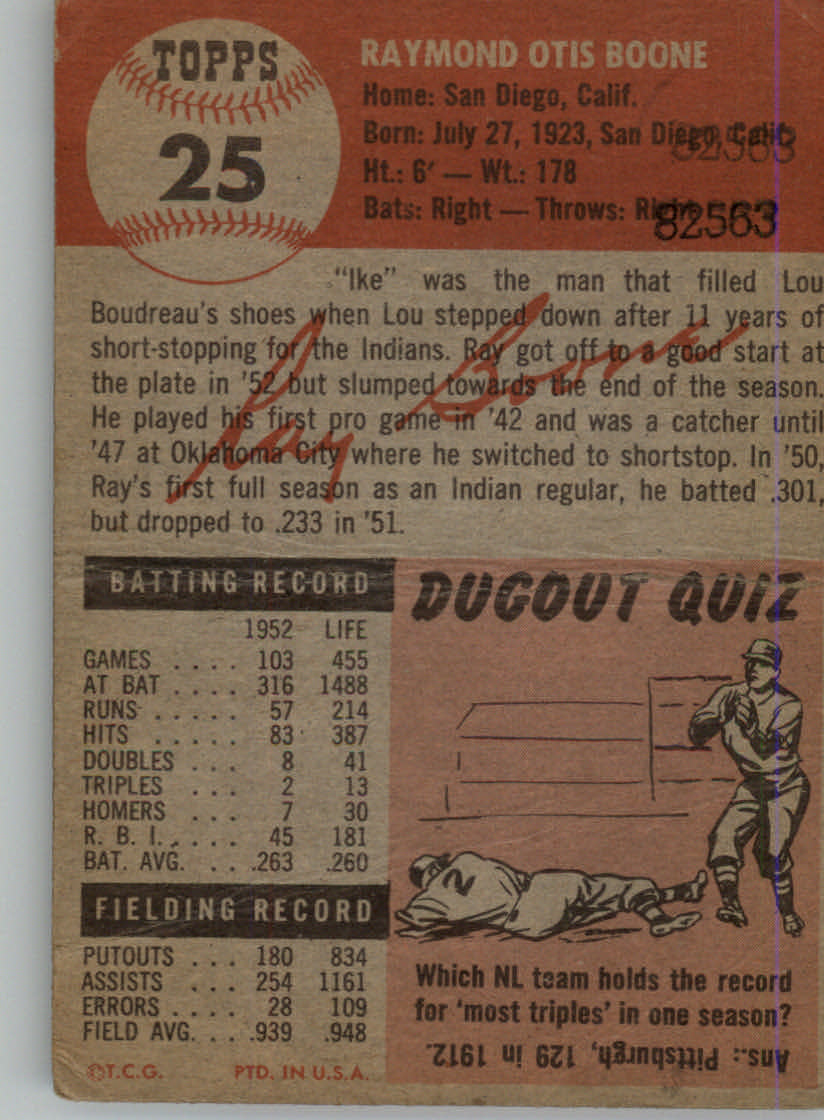 TOPPS
25
RAYMOND OTIS BOONE
Home: San Diego, Calif.
Born: July 27, 1923, San Diego, Calif.
82563
Ht.: 6′ — Wt.: 178
Bats: Right — Throws: Right
82563
"Ike" was the man that filled Lou
Boudreau's shoes when Lou stepped down after 11 years of
short-stopping for the Indians. Ray got off to a good start at
the plate in '52 but slumped towards the end of the season.
He played his first pro game in '42 and was a catcher until
'47 at Oklahoma City where he switched to shortstop. In '50,
Ray's first full season as an Indian regular, he batted .301,
but dropped to .233 in '51.
Ray Boone
BATTING RECORD
1952 LIFE
GAMES .... 103 455
AT BAT .... 316 1488
RUNS ..... 57 214
HITS ..... 83 387
DOUBLES ... 8 41
TRIPLES ... 2 13
HOMERS ... 7 30
R. B. I. .... 45 181
BAT. AVG. ... .263 .260
FIELDING RECORD
PUTOUTS ... 180 834
ASSISTS ... 254 1161
ERRORS .... 28 109
FIELD AVG. ... .939 .948
©T.C.G. PTD. IN U.S.A.
DUGOUT QUIZ
2
Which NL team holds the record
for 'most triples' in one season?
Ans.: Pittsburgh, 129 in 1912.